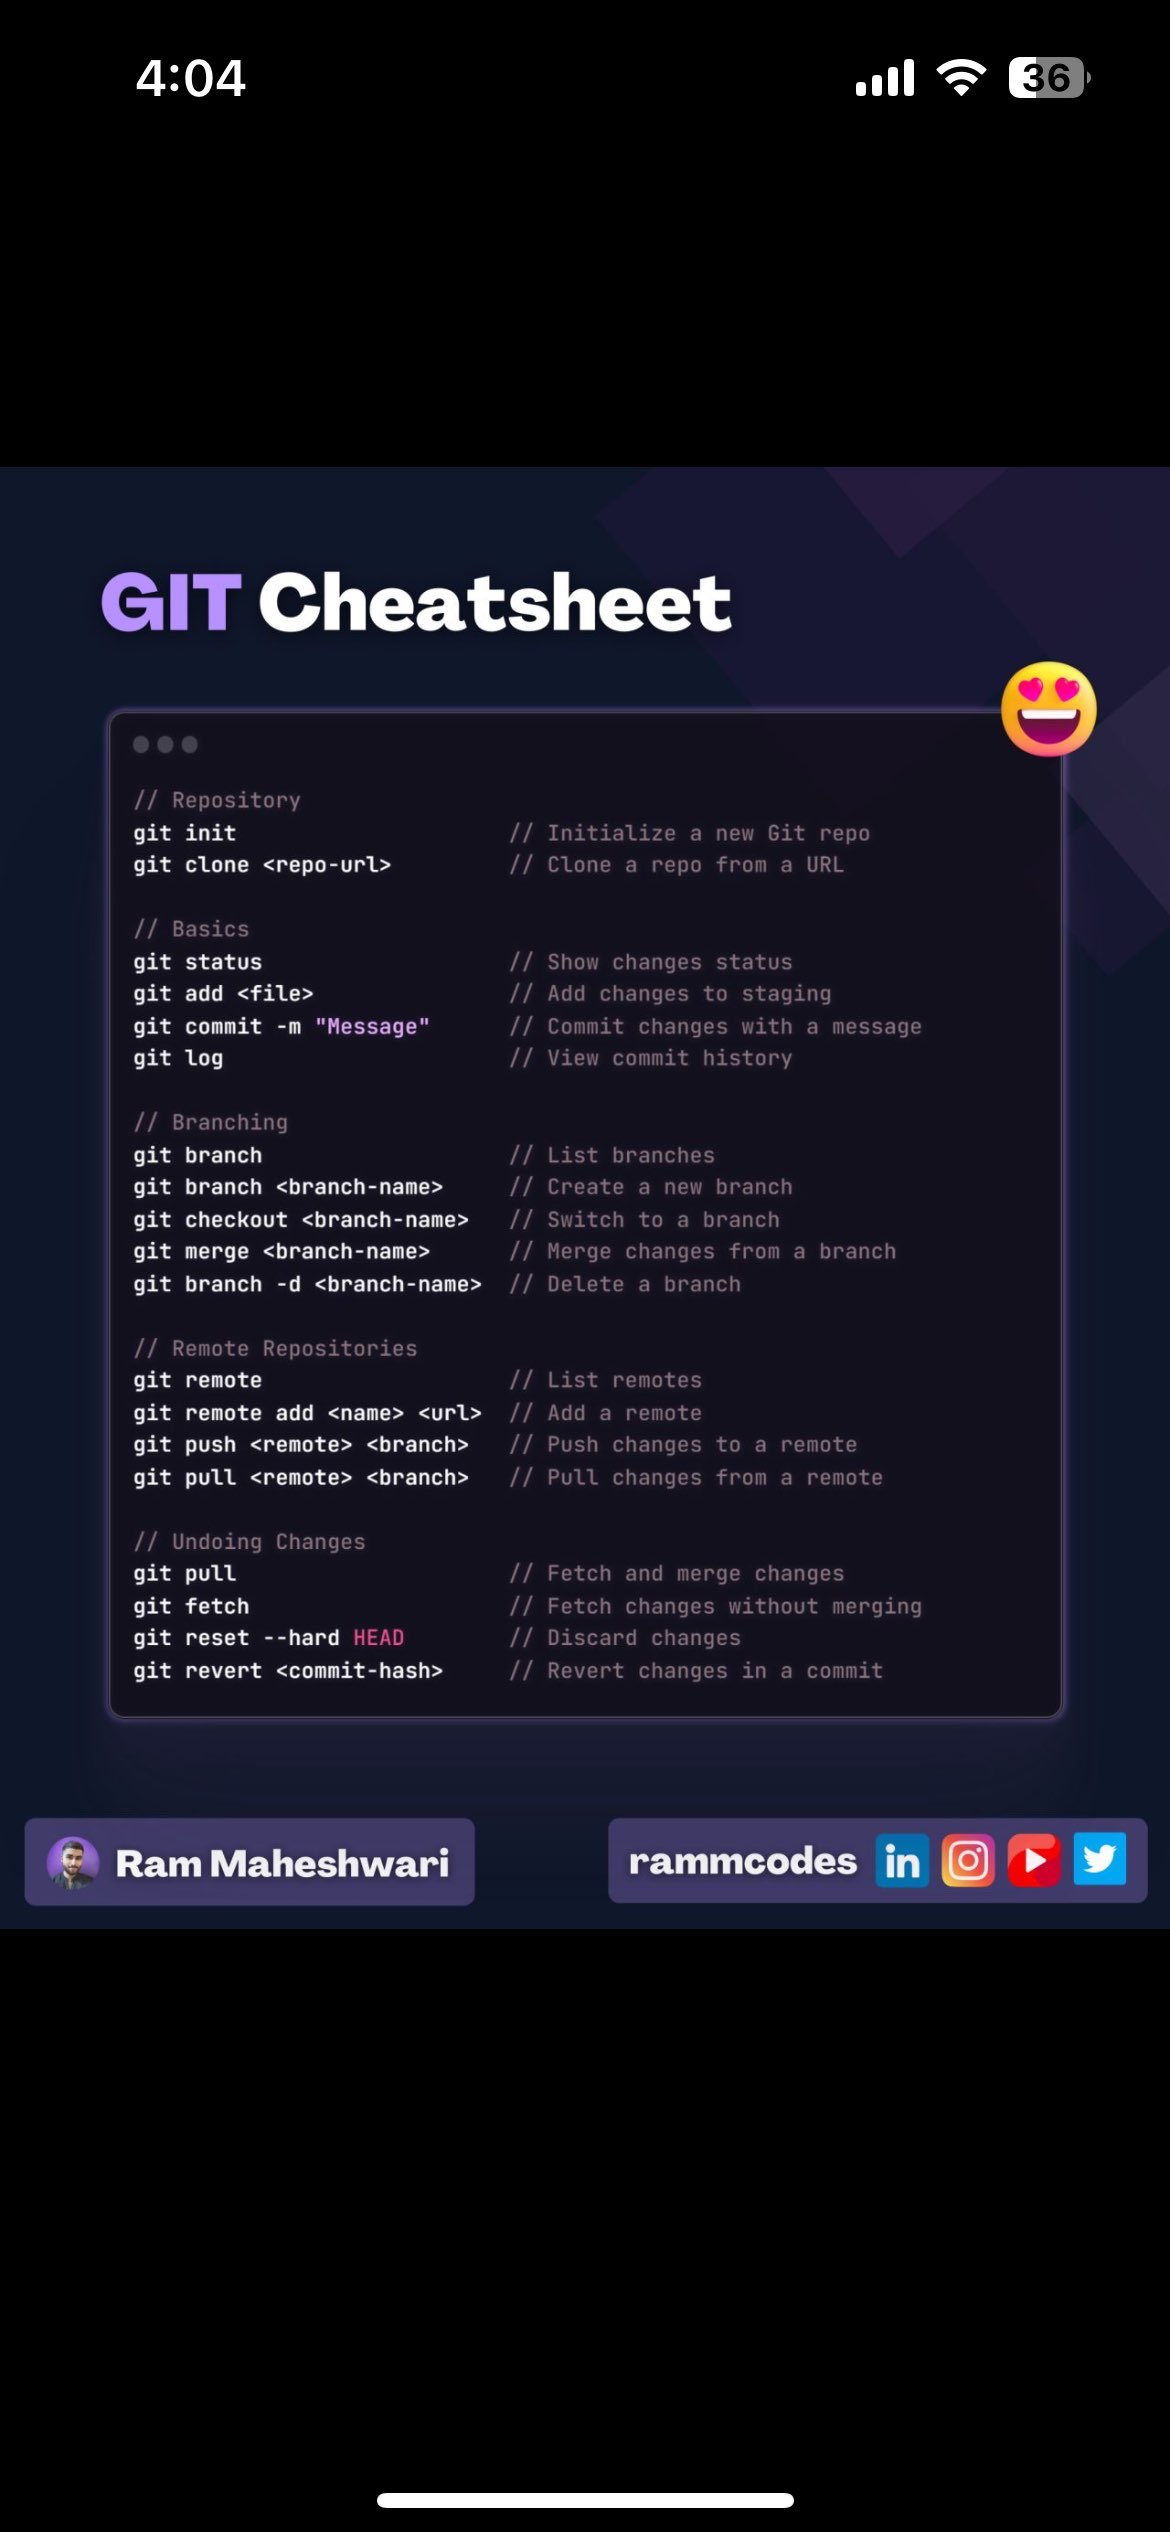 4:04
36
GIT Cheatsheet
// Repository
git init // Initialize a new Git repo
git clone <repo-url> // Clone a repo from a URL
// Basics
git status // Show changes status
git add <file> // Add changes to staging
git commit -m "Message" // Commit changes with a message
git log // View commit history
// Branching
git branch // List branches
git branch <branch-name> // Create a new branch
git checkout <branch-name> // Switch to a branch
git merge <branch-name> // Merge changes from a branch
git branch -d <branch-name> // Delete a branch
// Remote Repositories
git remote // List remotes
git remote add <name> <url> // Add a remote
git push <remote> <branch> // Push changes to a remote
git pull <remote> <branch> // Pull changes from a remote
// Undoing Changes
git pull // Fetch and merge changes
git fetch // Fetch changes without merging
git reset --hard HEAD // Discard changes
git revert <commit-hash> // Revert changes in a commit
Ram Maheshwari
rammcodes in